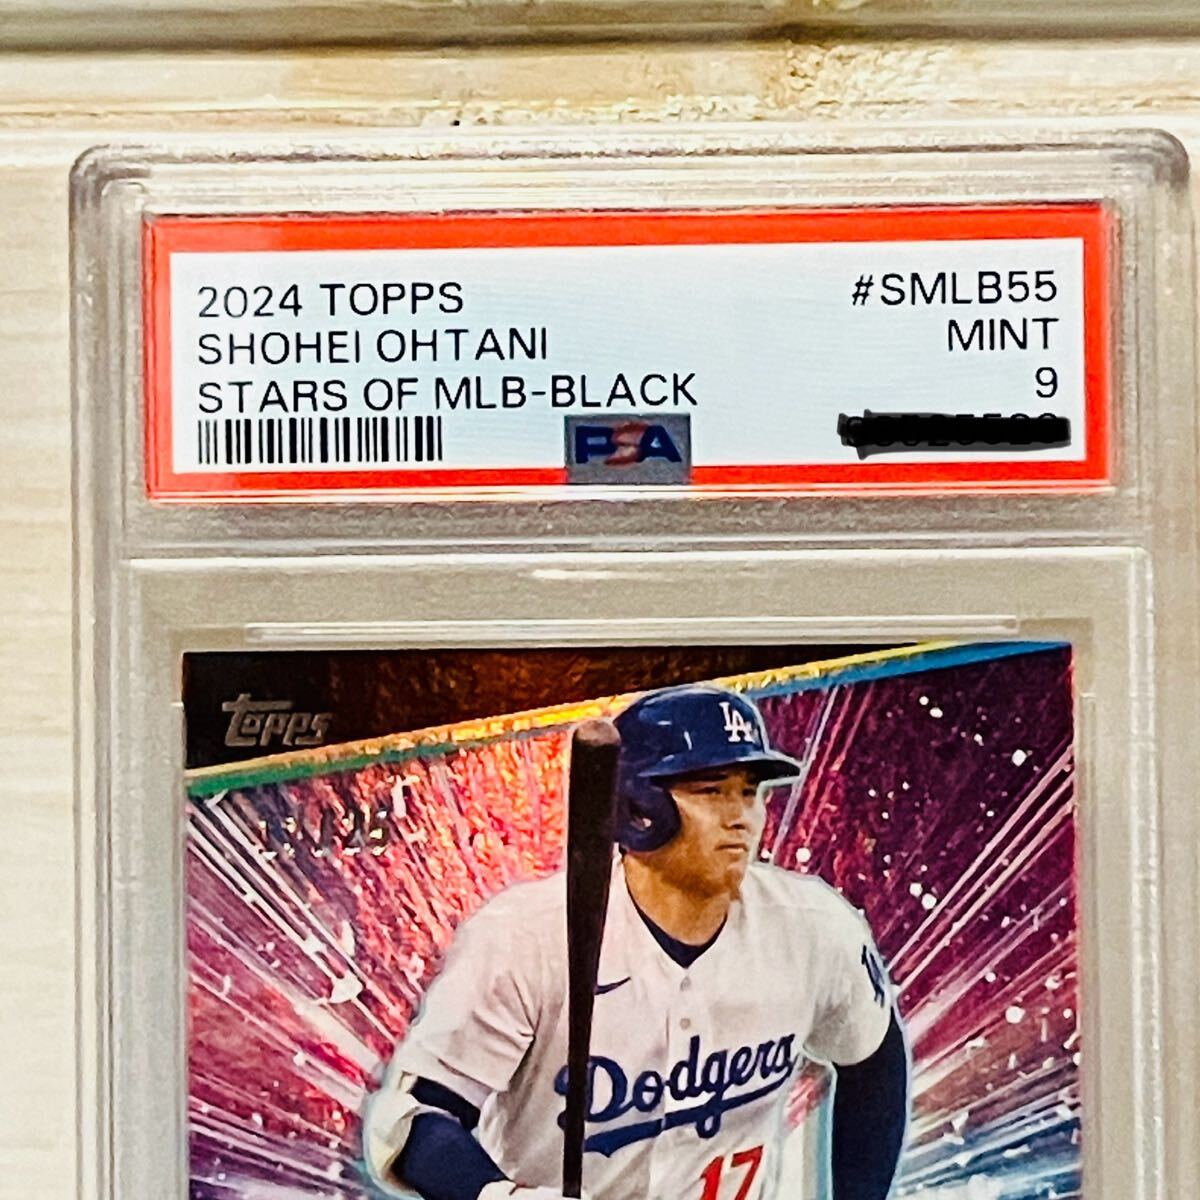 2024 TOPPS #SMLB55
SHOHEI OHTANI MINT
STARS OF MLB-BLACK 9
PSA
topps
LA
Dodgers
17